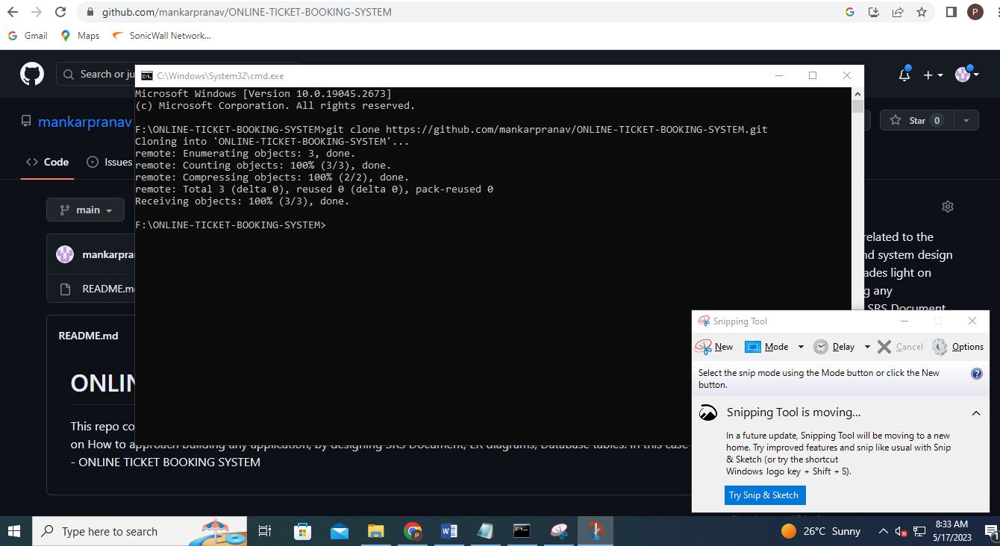 github.com/mankarpranav/ONLINE-TICKET-BOOKING-SYSTEM
P
Gmail
Maps
SonicWall Network...
Search or ju
C:\Windows\System32\cmd.exe
Microsoft Windows [Version 10.0.19045.2673]
(c) Microsoft Corporation. All rights reserved.
mankarpranav
Star 0
F:\ONLINE-TICKET-BOOKING-SYSTEM>git clone https://github.com/mankarpranav/ONLINE-TICKET-BOOKING-SYSTEM.git
Cloning into 'ONLINE-TICKET-BOOKING-SYSTEM'...
remote: Enumerating objects: 3, done.
remote: Counting objects: 100% (3/3), done.
remote: Compressing objects: 100% (2/2), done.
remote: Total 3 (delta 0), reused 0 (delta 0), pack-reused 0
Receiving objects: 100% (3/3), done.
F:\ONLINE-TICKET-BOOKING-SYSTEM>
Code
Issues
main
mankarpra
README.m
related to the
nd system design
ades light on
g any
SRS Document
README.md
ONLIN
This repo co
on How to approach building any application, by designing SRS Document, ER diagrams, Database tables. In this case
- ONLINE TICKET BOOKING SYSTEM
Snipping Tool
New
Mode
Delay
Cancel
Options
Select the snip mode using the Mode button or click the New
button.
Snipping Tool is moving...
In a future update, Snipping Tool will be moving to a new
home. Try improved features and snip like usual with Snip
& Sketch (or try the shortcut
Windows logo key + Shift + S).
Try Snip & Sketch
Type here to search
26°C Sunny
8:33 AM
5/17/2023
1